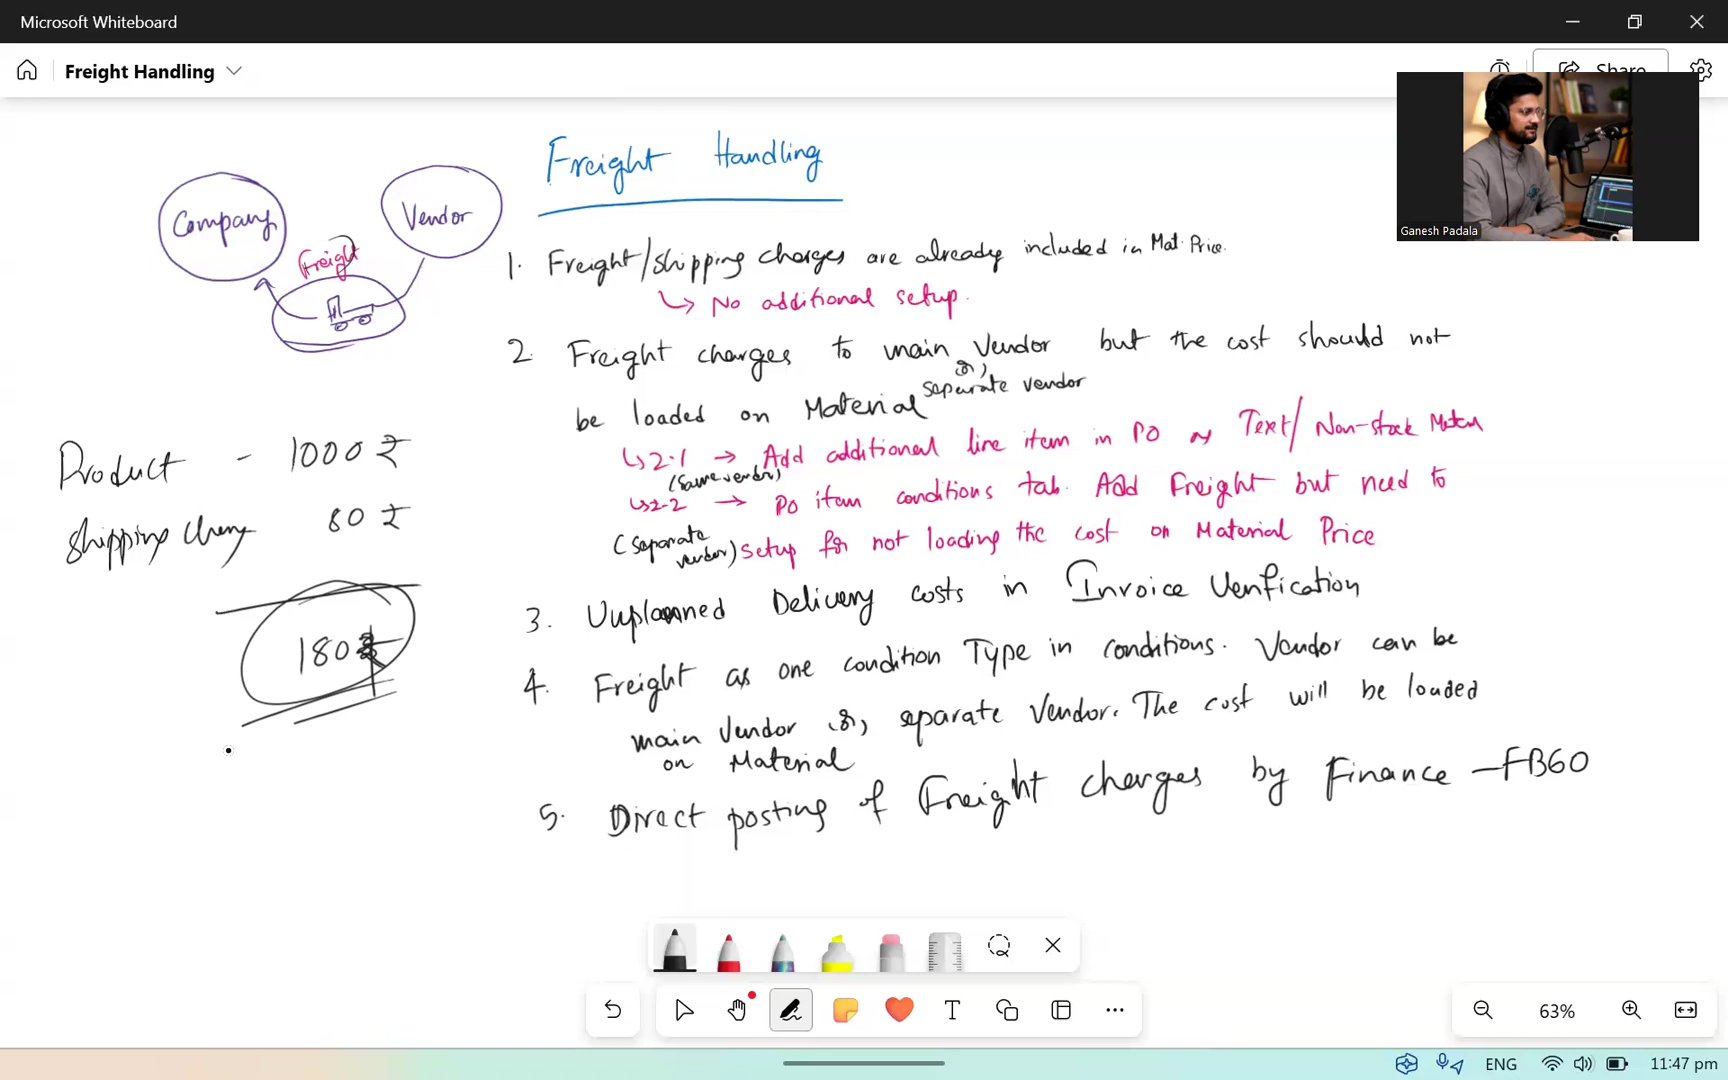 Microsoft Whiteboard
Freight Handling
Share
Ganesh Padala
Freight Handling
Company
Vendor
Freight
1. Freight/shipping charges are already included in Mat. Price.
↳ No additional setup.
2. Freight charges to main Vendor but the cost should not
or, separate vendor
be loaded on Material
↳ 2.1 → Add additional line item in PO as Text/Non-stock
(same vendor)
↳ 2.2 → PO item conditions tab. Add Freight but need to
(separate vendor) setup for not loading the cost on Material Price
3. Unplanned Delivery costs in Invoice Verification
4. Freight as one condition Type in conditions. Vendor can be
main Vendor or, separate Vendor. The cost will be loaded
on Material
5. Direct posting of Freight charges by Finance - FB60
Product - 1000 ₹
shipping 80 ₹
180
63%
ENG
11:47 pm